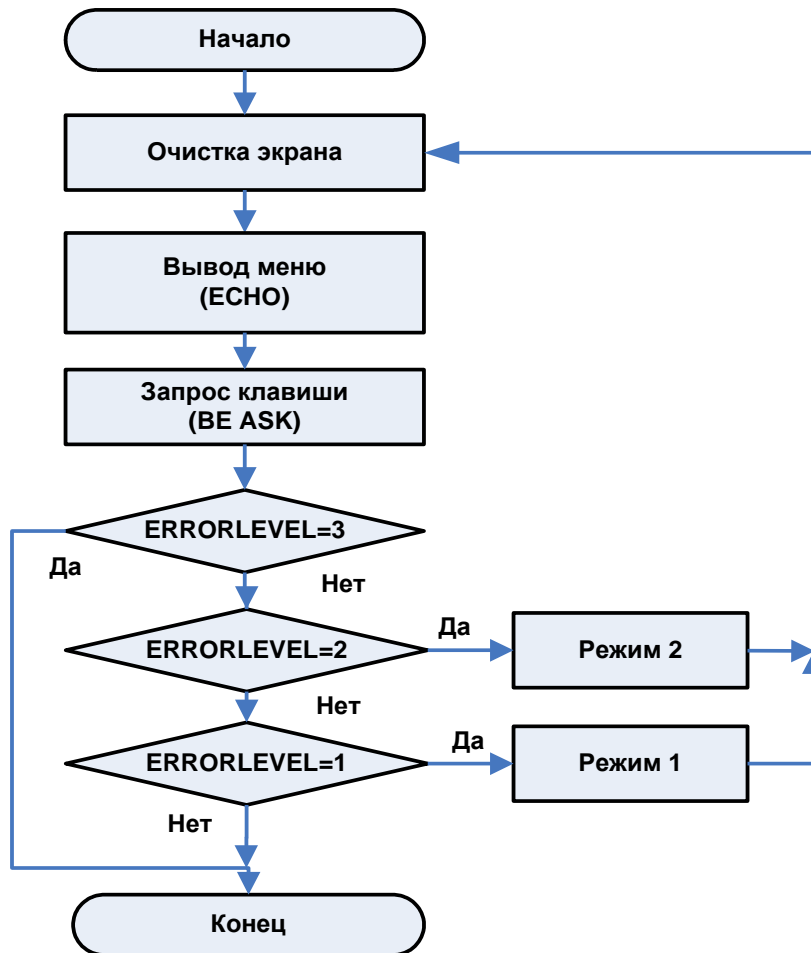 Начало
Очистка экрана
Вывод меню
(ECHO)
Запрос клавиши
(BE ASK)
ERRORLEVEL=3
Да
Нет
ERRORLEVEL=2
Да
Режим 2
Нет
ERRORLEVEL=1
Да
Режим 1
Нет
Конец